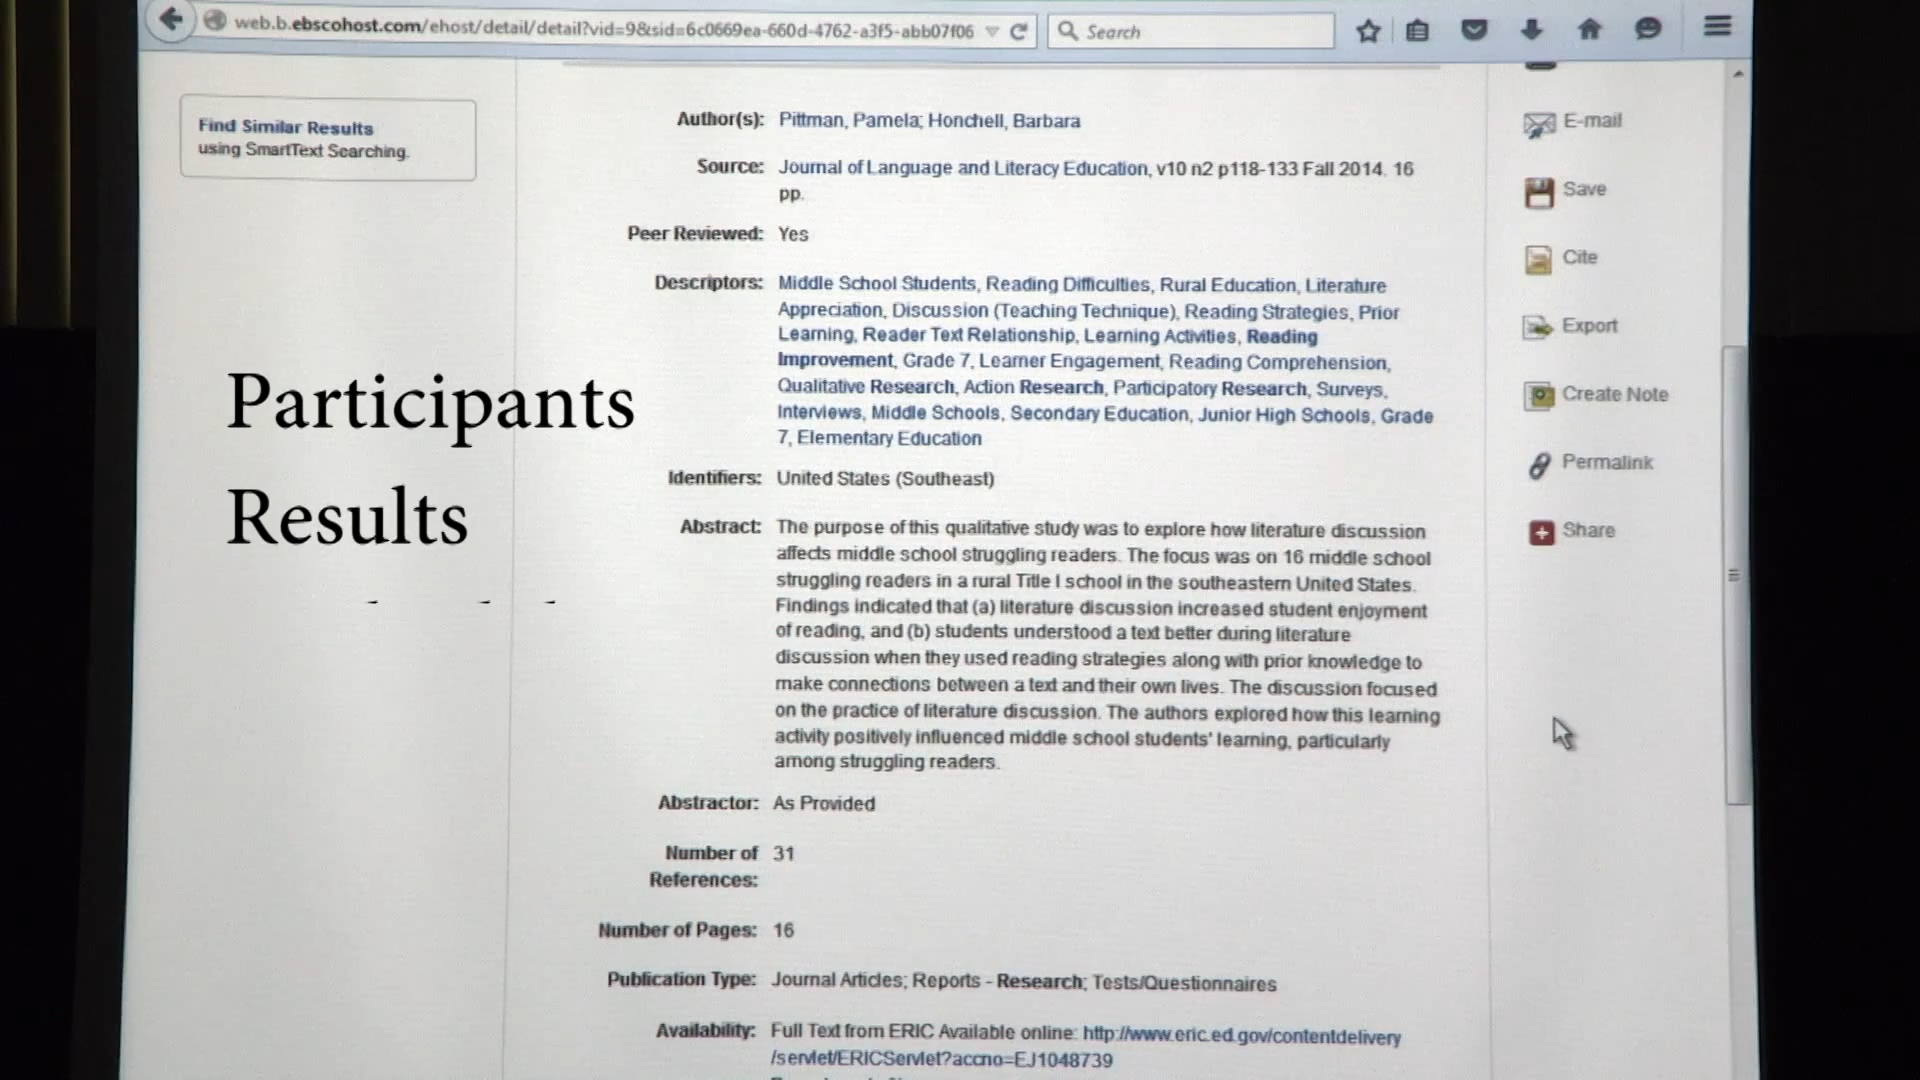 web.b.ebscohost.com/ehost/detail/detail?vid=9&sid=6c0669ea-660d-4762-a3f5-abb07f06
Search
Find Similar Results
using SmartText Searching.
Author(s): Pittman, Pamela; Honchell, Barbara
Source: Journal of Language and Literacy Education, v10 n2 p118-133 Fall 2014. 16
pp.
Peer Reviewed: Yes
Descriptors: Middle School Students, Reading Difficulties, Rural Education, Literature
Appreciation, Discussion (Teaching Technique), Reading Strategies, Prior
Learning, Reader Text Relationship, Learning Activities, Reading
Improvement, Grade 7, Learner Engagement, Reading Comprehension,
Qualitative Research, Action Research, Participatory Research, Surveys,
Interviews, Middle Schools, Secondary Education, Junior High Schools, Grade
7, Elementary Education
Identifiers: United States (Southeast)
Abstract: The purpose of this qualitative study was to explore how literature discussion
affects middle school struggling readers. The focus was on 16 middle school
struggling readers in a rural Title I school in the southeastern United States.
Findings indicated that (a) literature discussion increased student enjoyment
of reading, and (b) students understood a text better during literature
discussion when they used reading strategies along with prior knowledge to
make connections between a text and their own lives. The discussion focused
on the practice of literature discussion. The authors explored how this learning
activity positively influenced middle school students' learning, particularly
among struggling readers.
Abstractor: As Provided
Number of 31
References:
Number of Pages: 16
Publication Type: Journal Articles; Reports - Research; Tests/Questionnaires
Availability: Full Text from ERIC Available online: http://www.eric.ed.gov/contentdelivery
/servlet/ERICServlet?accno=EJ1048739
Participants
Results
E-mail
Save
Cite
Export
Create Note
Permalink
Share